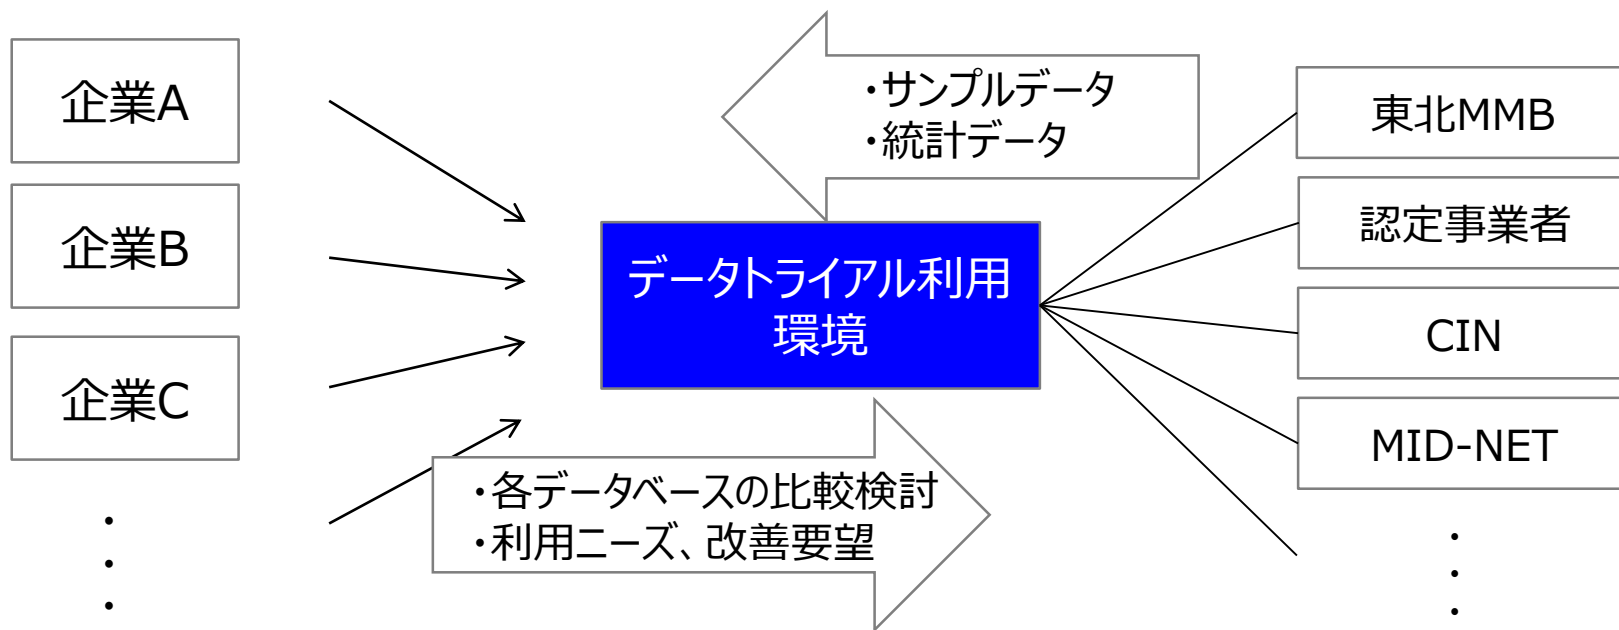 企業A
企業B
企業C
・
・
・
・サンプルデータ
・統計データ
データトライアル利用
環境
・各データベースの比較検討
・利用ニーズ、改善要望
東北MMB
認定事業者
CIN
MID-NET
・
・
・